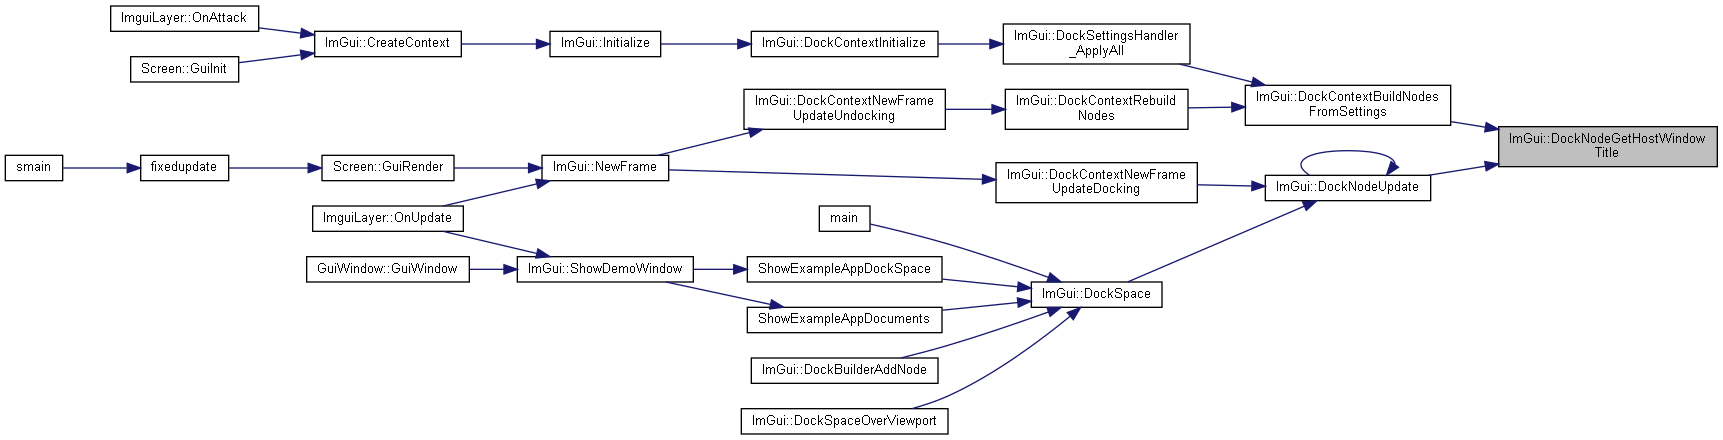 ImguiLayer::OnAttack
ImGui::CreateContext
Screen::GuiInit
ImGui::Initialize
ImGui::DockContextInitialize
ImGui::DockSettingsHandler
_ApplyAll
ImGui::DockContextNewFrame
UpdateUndocking
ImGui::DockContextRebuild
Nodes
ImGui::DockContextBuildNodes
FromSettings
ImGui::DockNodeGetHostWindow
Title
smain
fixedupdate
Screen::GuiRender
ImGui::NewFrame
ImGui::DockContextNewFrame
UpdateDocking
ImGui::DockNodeUpdate
ImguiLayer::OnUpdate
main
GuiWindow::GuiWindow
ImGui::ShowDemoWindow
ShowExampleAppDockSpace
ImGui::DockSpace
ShowExampleAppDocuments
ImGui::DockBuilderAddNode
ImGui::DockSpaceOverViewport